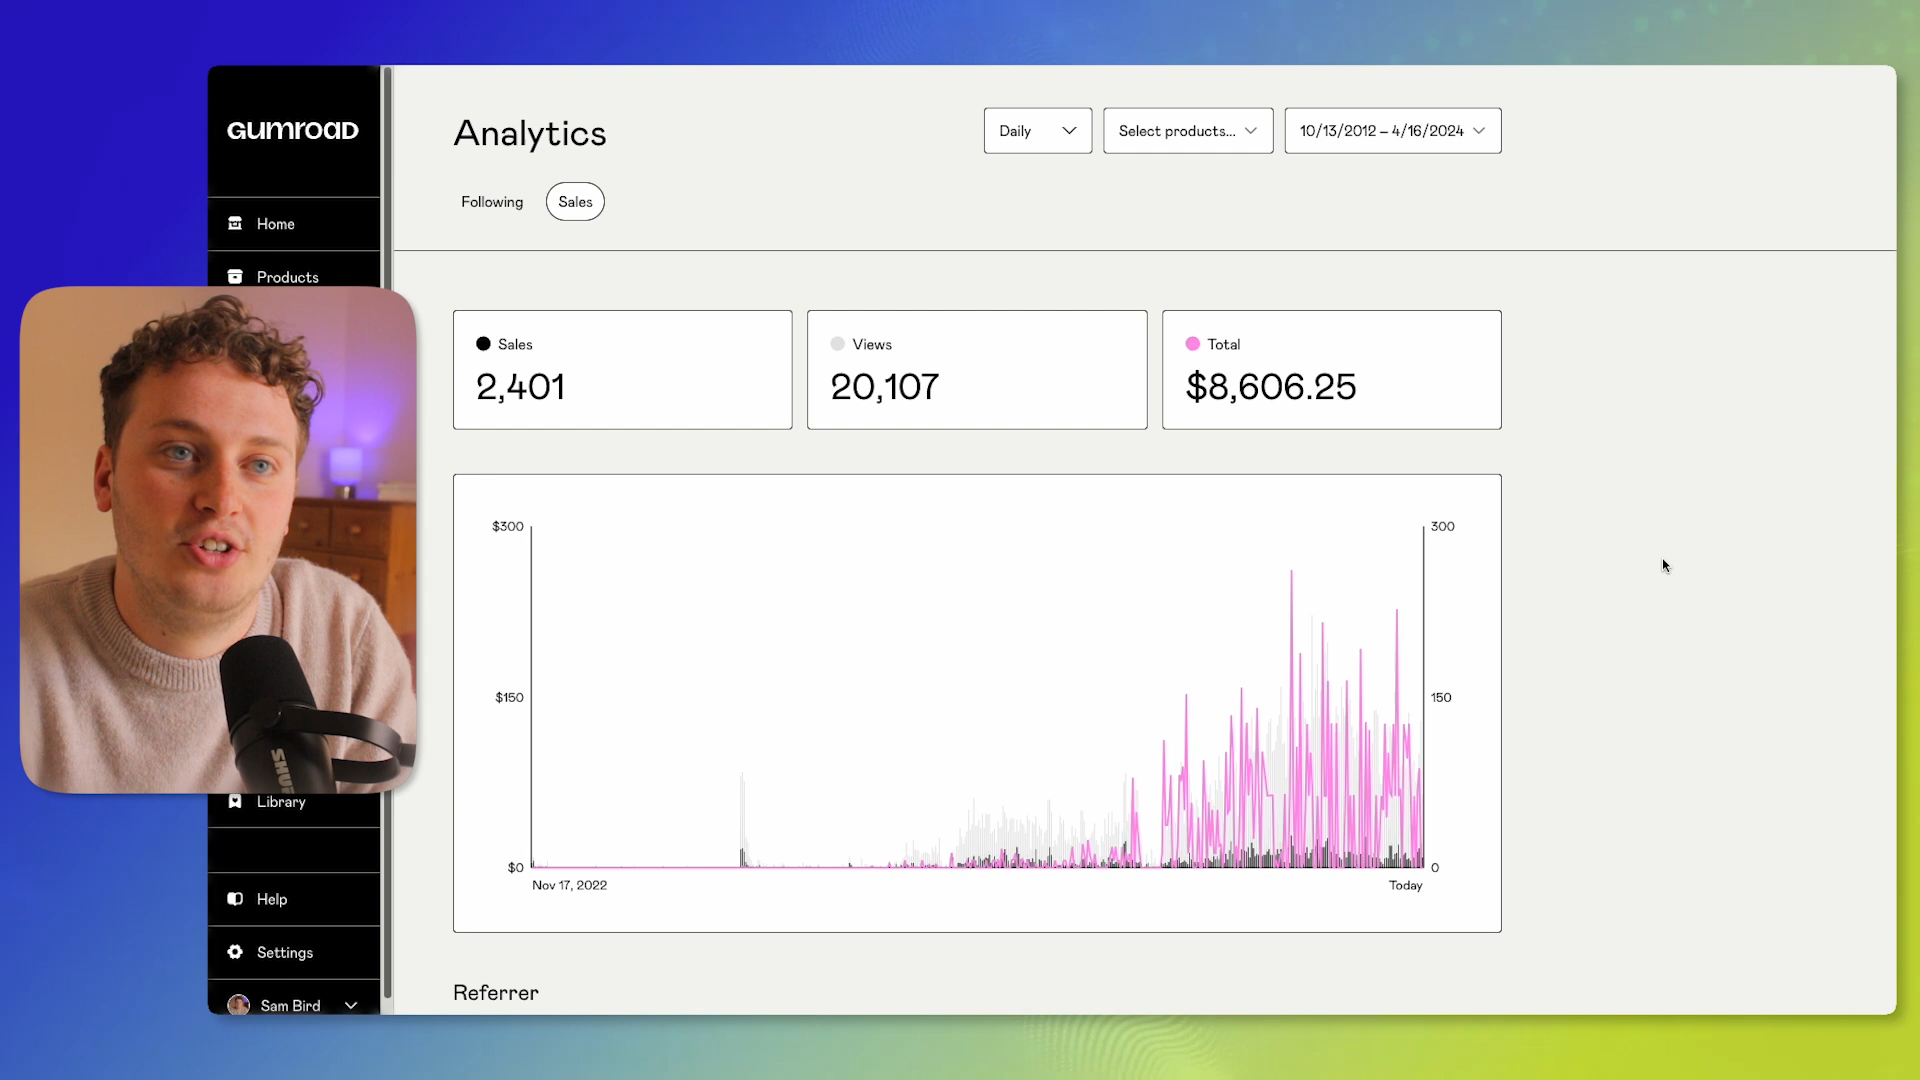 GUMROAD
Home
Products
Library
Help
Settings
Sam Bird
Analytics
Daily
Select products...
10/13/2012 – 4/16/2024
Following
Sales
Sales
2,401
Views
20,107
Total
$8,606.25
$300
300
$150
150
$0
0
Nov 17, 2022
Today
Referrer